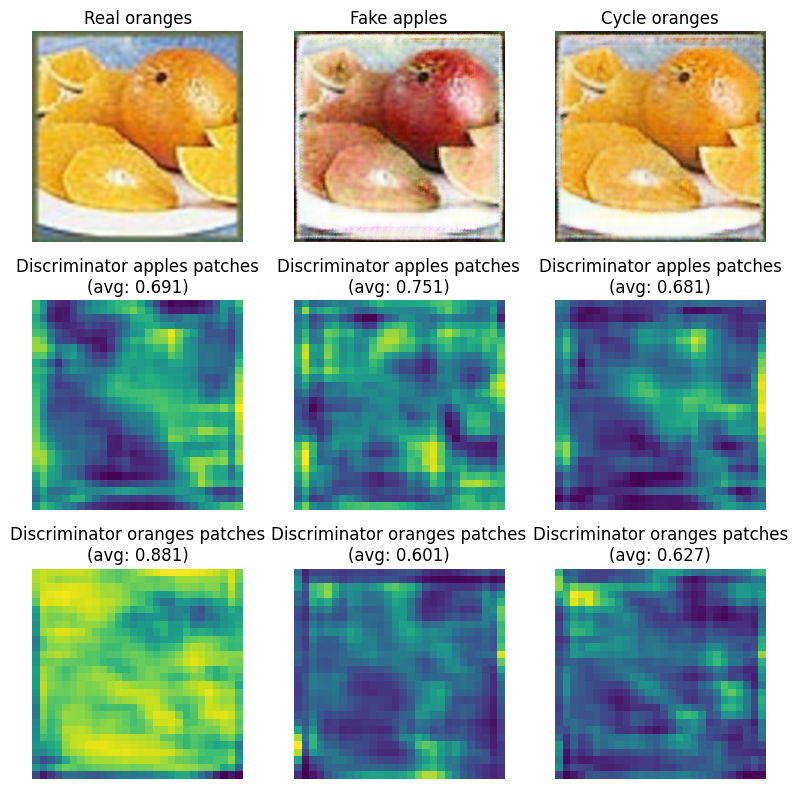 Real oranges
Fake apples
Cycle oranges
Discriminator apples patches
(avg: 0.691)
Discriminator apples patches
(avg: 0.751)
Discriminator apples patches
(avg: 0.681)
Discriminator oranges patches
(avg: 0.881)
Discriminator oranges patches
(avg: 0.601)
Discriminator oranges patches
(avg: 0.627)